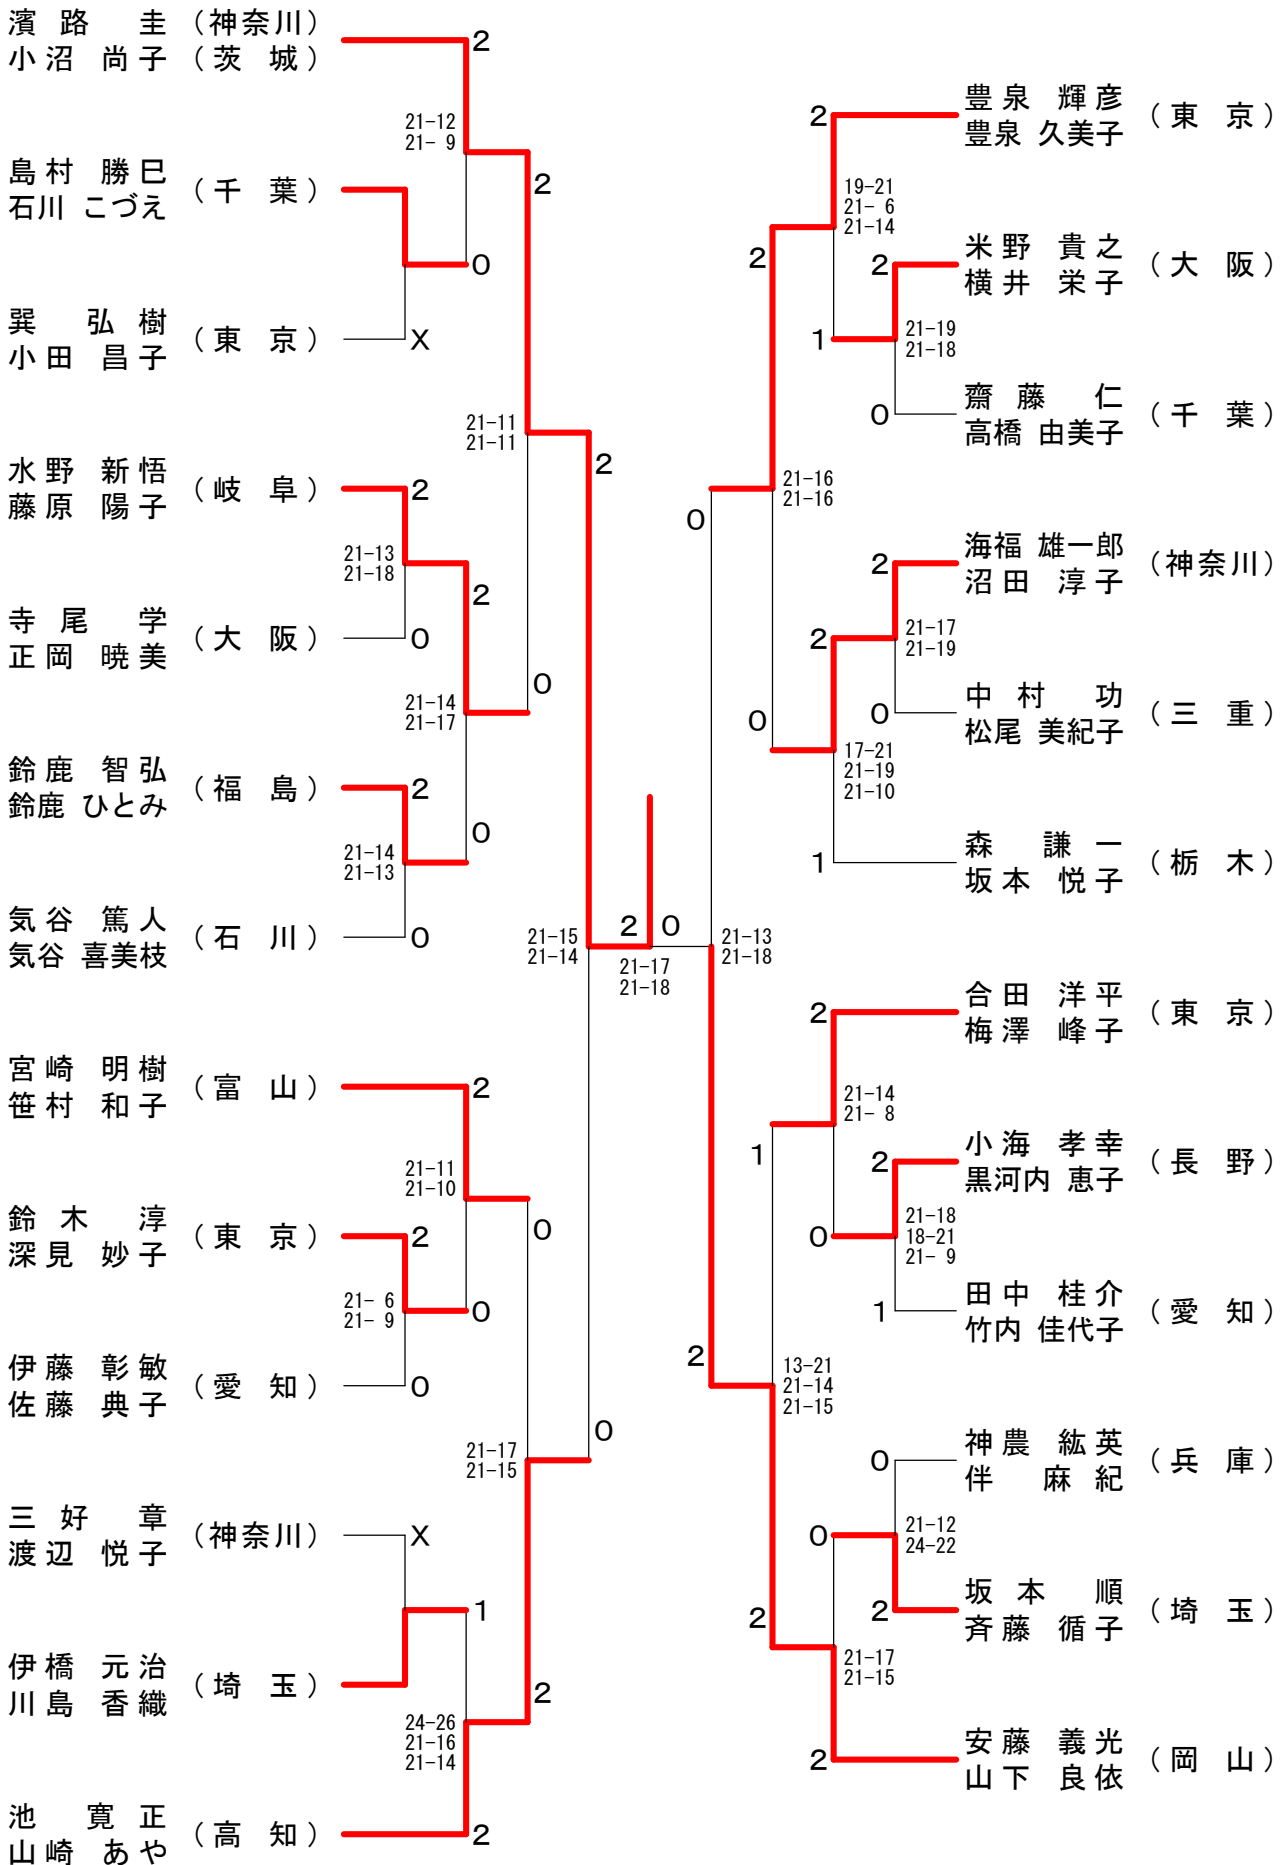 濱路 圭 (神奈川)
小沼 尚子 (茨城)
2
21-12
21- 9
島村 勝巳
石川 こづえ
(千葉)
0
2
巽 弘樹
小田 昌子
(東京)
X
21-11
21-11
水野 新悟
藤原 陽子
(岐阜)
2
2
21-13
21-18
2
寺尾 学
正岡 暁美
(大阪)
0
0
21-14
21-17
鈴鹿 智弘
鈴鹿 ひとみ
(福島)
2
0
21-14
21-13
気谷 篤人
気谷 喜美枝
(石川)
0
21-15
21-14
2
0
21-17
21-18
宮崎 明樹
笹村 和子
(富山)
2
21-11
21-10
鈴木 淳
深見 妙子
(東京)
2
0
21- 6
21- 9
0
伊藤 彰敏
佐藤 典子
(愛知)
0
0
21-17
21-15
三好 章
渡辺 悦子
(神奈川)
X
1
伊橋 元治
川島 香織
(埼玉)
2
24-26
21-16
21-14
池 寛正
山崎 あや
(高知)
2
豊泉 輝彦
豊泉 久美子
(東京)
2
19-21
21- 6
21-14
米野 貴之
横井 栄子
(大阪)
2
2
1
21-19
21-18
齋藤 仁
高橋 由美子
(千葉)
0
21-16
21-16
0
海福 雄一郎
沼田 淳子
(神奈川)
2
2
21-17
21-19
中村 功
松尾 美紀子
(三重)
0
0
17-21
21-19
21-10
森 謙一
坂本 悦子
(栃木)
1
21-13
21-18
合田 洋平
梅澤 峰子
(東京)
2
21-14
21- 8
1
小海 孝幸
黒河内 恵子
(長野)
2
0
21-18
18-21
21- 9
田中 桂介
竹内 佳代子
(愛知)
1
2
13-21
21-14
21-15
神農 紘英
伴 麻紀
(兵庫)
0
0
21-12
24-22
坂本 順
斉藤 循子
(埼玉)
2
2
21-17
21-15
安藤 義光
山下 良依
(岡山)
2